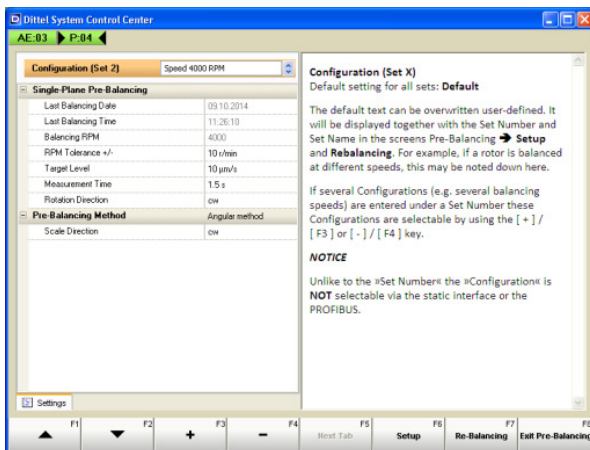 Dittel System Control Center
AE:03 P:04
Configuration (Set 2) Speed 4000 RPM
Single-Plane Pre-Balancing
Last Balancing Date 09.10.2014
Last Balancing Time 11:26:10
Balancing RPM 4000
RPM Tolerance +/- 10 r/min
Target Level 10 µm/s
Measurement Time 1.5 s
Rotation Direction cw
Pre-Balancing Method Angular method
Scale Direction cw
Settings
Configuration (Set X)
Default setting for all sets: Default
The default text can be overwritten user-defined. It
will be displayed together with the Set Number and
Set Name in the screens Pre-Balancing ➔ Setup
and Rebalancing. For example, if a rotor is balanced
at different speeds, this may be noted down here.
If several Configurations (e.g. several balancing
speeds) are entered under a Set Number these
Configurations are selectable by using the [ + ] /
[ F3 ] or [ - ] / [ F4 ] key.
NOTICE
Unlike to the »Set Number« the »Configuration« is
NOT selectable via the static interface or the
PROFIBUS.
F1 F2 F3 F4 F5 F6 F7 F8
+ - Next Tab Setup Re-Balancing Exit Pre-Balancing